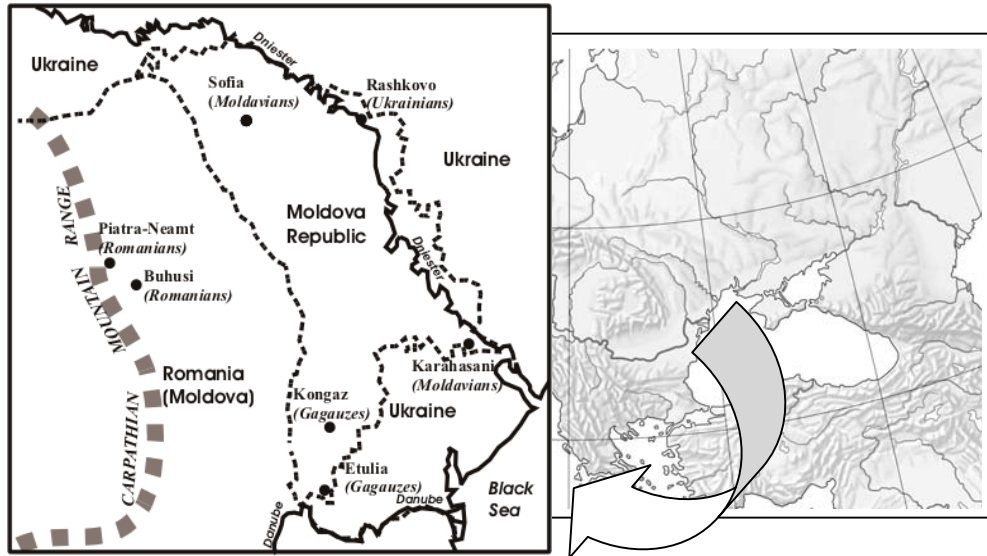 Ukraine
Dniester
Sofia
(Moldavians)
Rashkovo
(Ukrainians)
Ukraine
RANGE
Moldova
Republic
Piatra-Neamt
(Romanians)
Dniester
Buhusi
(Romanians)
MOUNTAIN
Karahasani
(Moldavians)
Romania
(Moldova)
Kongaz
(Gagauzes)
Ukraine
CARPATHIAN
Etulia
(Gagauzes)
Danube
Black
Sea
Danube